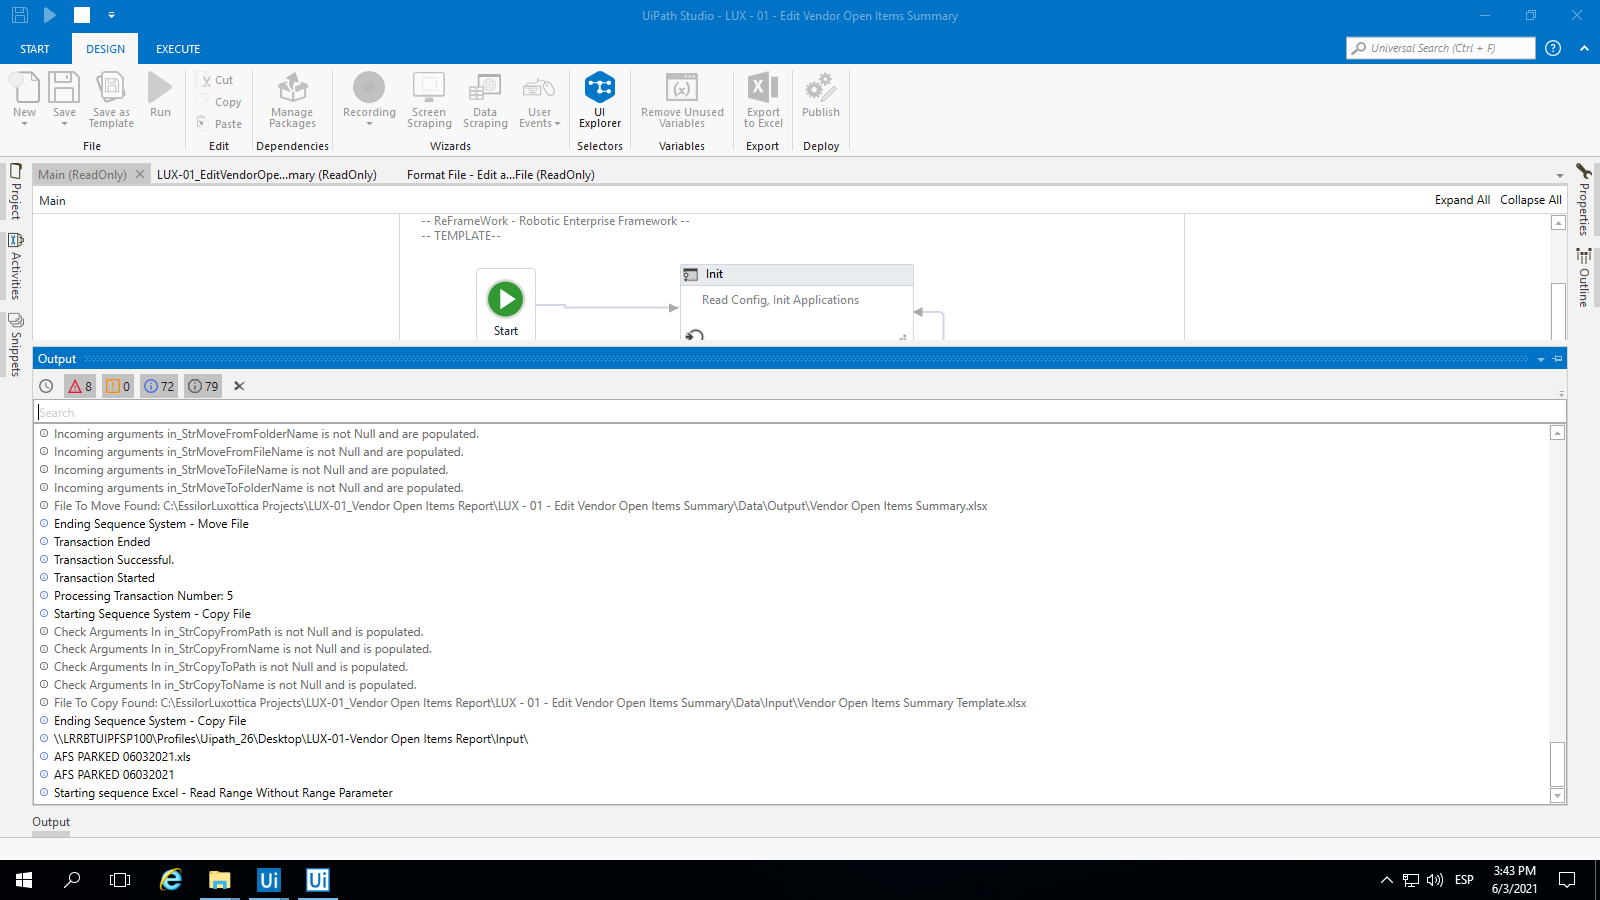 UiPath Studio - LUX - 01 - Edit Vendor Open Items Summary
START
DESIGN
EXECUTE
Universal Search (Ctrl + F)
New
Save
Save as
Template
Run
Cut
Copy
Paste
Manage
Packages
Recording
Screen
Scraping
Data
Scraping
User
Events
UI
Explorer
Remove Unused
Variables
Export
to Excel
Publish
File
Edit
Dependencies
Wizards
Selectors
Variables
Export
Deploy
Project
Activities
Snippets
Main (ReadOnly)
LUX-01_EditVendorOpe...mary (ReadOnly)
Format File - Edit a...File (ReadOnly)
Properties
Outline
Main
Expand All
Collapse All
-- ReFrameWork - Robotic Enterprise Framework --
-- TEMPLATE--
Start
Init
Read Config, Init Applications
Output
8
0
72
79
Search
Incoming arguments in_StrMoveFromFolderName is not Null and are populated.
Incoming arguments in_StrMoveFromFileName is not Null and are populated.
Incoming arguments in_StrMoveToFileName is not Null and are populated.
Incoming arguments in_StrMoveToFolderName is not Null and are populated.
File To Move Found: C:\EssilorLuxottica Projects\LUX-01_Vendor Open Items Report\LUX - 01 - Edit Vendor Open Items Summary\Data\Output\Vendor Open Items Summary.xlsx
Ending Sequence System - Move File
Transaction Ended
Transaction Successful.
Transaction Started
Processing Transaction Number: 5
Starting Sequence System - Copy File
Check Arguments In in_StrCopyFromPath is not Null and is populated.
Check Arguments In in_StrCopyFromName is not Null and is populated.
Check Arguments In in_StrCopyToPath is not Null and is populated.
Check Arguments In in_StrCopyToName is not Null and is populated.
File To Copy Found: C:\EssilorLuxottica Projects\LUX-01_Vendor Open Items Report\LUX - 01 - Edit Vendor Open Items Summary\Data\Input\Vendor Open Items Summary Template.xlsx
Ending Sequence System - Copy File
\\LRRBTUIPFSP100\Profiles\Uipath_26\Desktop\LUX-01-Vendor Open Items Report\Input\
AFS PARKED 06032021.xls
AFS PARKED 06032021
Starting sequence Excel - Read Range Without Range Parameter
Output
Ui
Ui
ESP
3:43 PM
6/3/2021